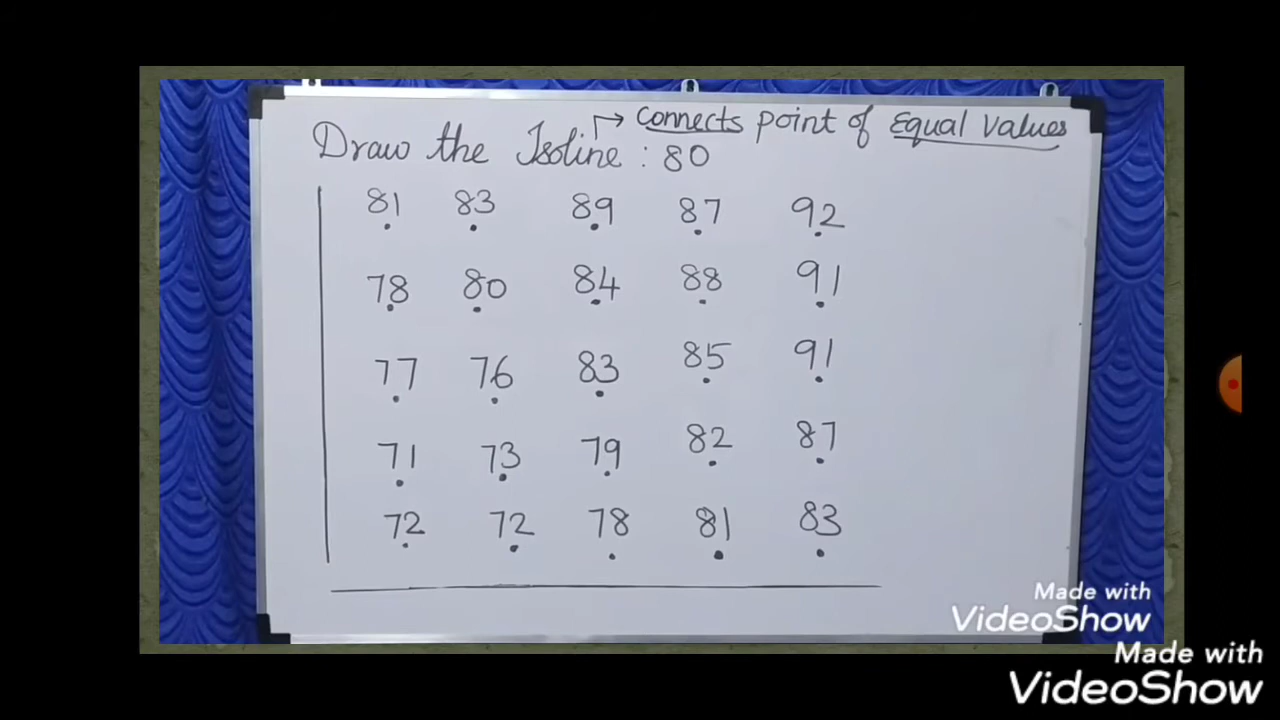 connects point of Equal Values
Draw the Isoline : 80
81 83 89 87 92
78 80 84 88 91
77 76 83 85 91
71 73 79 82 87
72 72 78 81 83
Made with
VideoShow
Made with
VideoShow